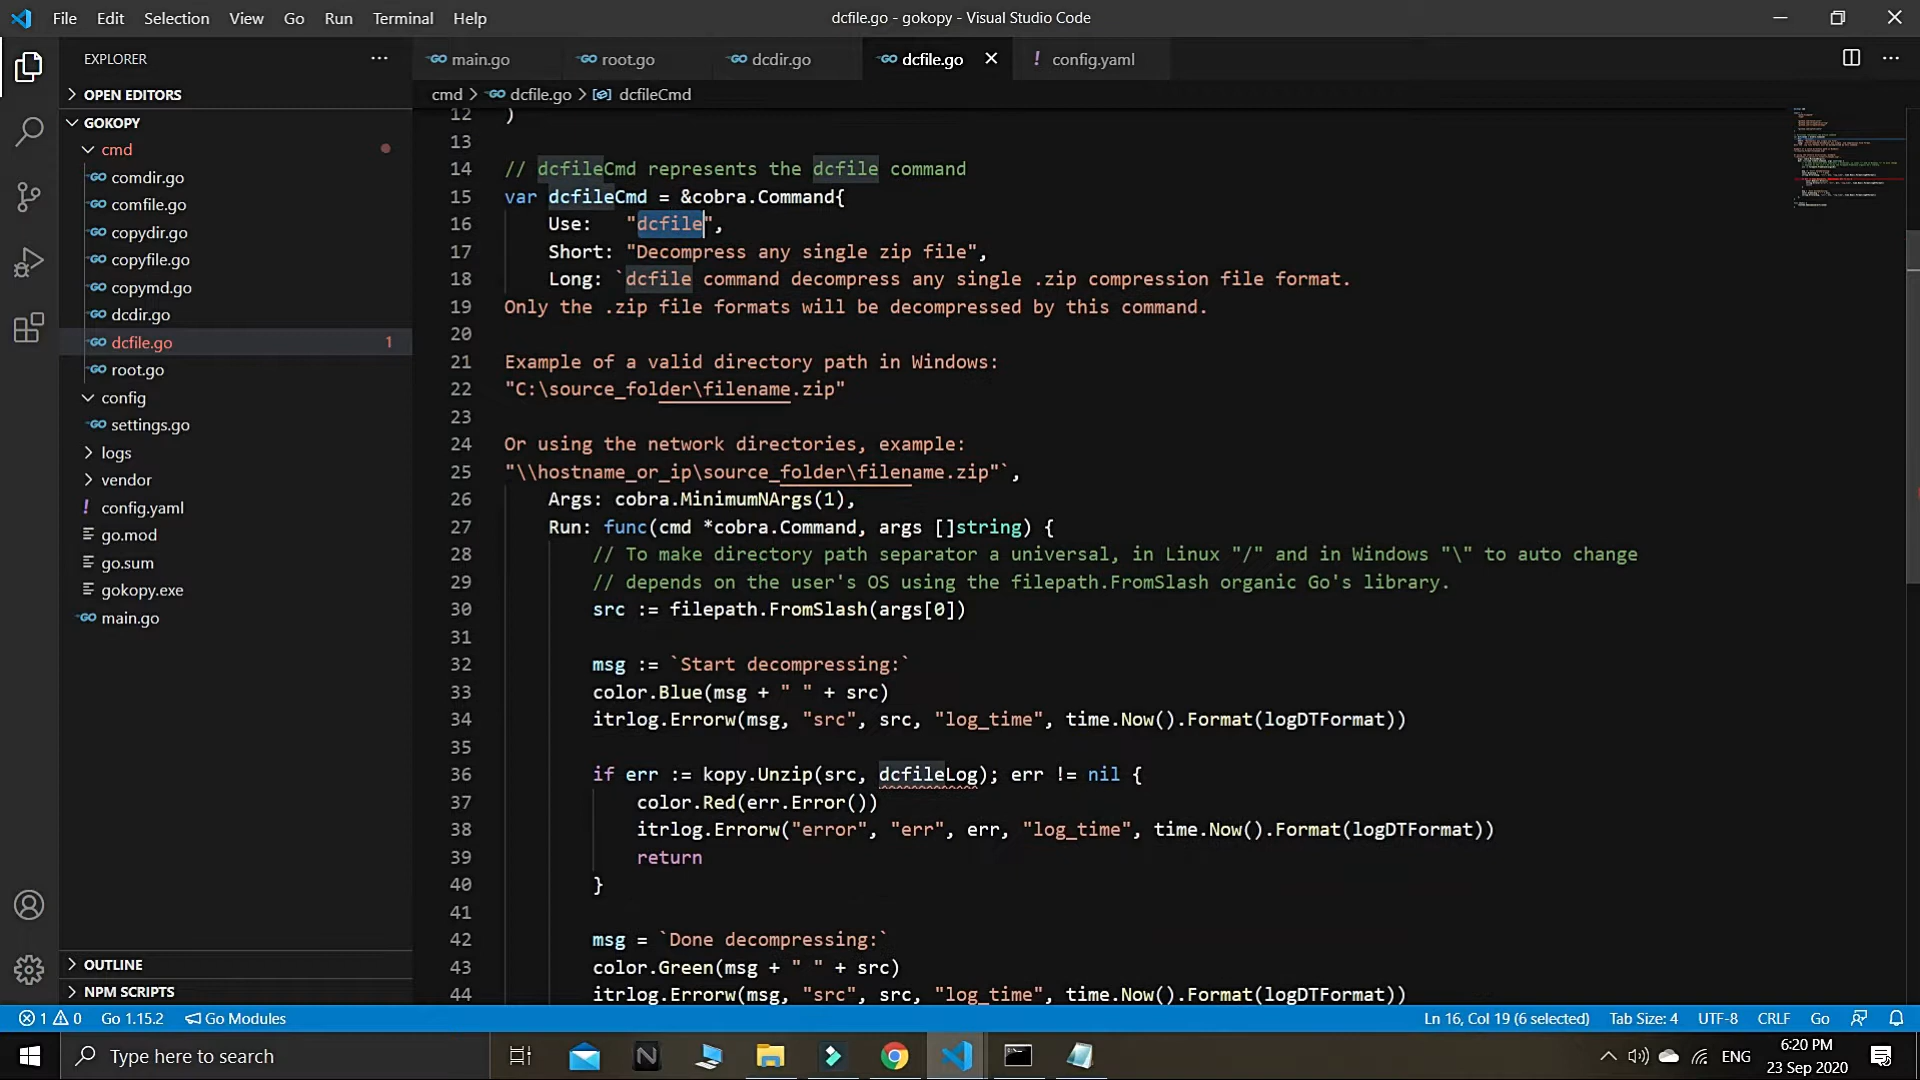 File Edit Selection View Go Run Terminal Help
dcfile.go - gokopy - Visual Studio Code
EXPLORER
OPEN EDITORS
GOKOPY
cmd
comdir.go
comfile.go
copydir.go
copyfile.go
copymd.go
dcdir.go
dcfile.go 1
root.go
config
settings.go
logs
vendor
! config.yaml
go.mod
go.sum
gokopy.exe
main.go
OUTLINE
NPM SCRIPTS
main.go root.go dcdir.go dcfile.go ! config.yaml
cmd > dcfile.go > dcfileCmd
12 )
13
14 // dcfileCmd represents the dcfile command
15 var dcfileCmd = &cobra.Command{
16 Use: "dcfile",
17 Short: "Decompress any single zip file",
18 Long: `dcfile command decompress any single .zip compression file format.
19 Only the .zip file formats will be decompressed by this command.
20
21 Example of a valid directory path in Windows:
22 "C:\source_folder\filename.zip"
23
24 Or using the network directories, example:
25 "\\hostname_or_ip\source_folder\filename.zip"`,
26 Args: cobra.MinimumNArgs(1),
27 Run: func(cmd *cobra.Command, args []string) {
28 // To make directory path separator a universal, in Linux "/" and in Windows "\" to auto change
29 // depends on the user's OS using the filepath.FromSlash organic Go's library.
30 src := filepath.FromSlash(args[0])
31
32 msg := `Start decompressing:`
33 color.Blue(msg + " " + src)
34 itrlog.Errorw(msg, "src", src, "log_time", time.Now().Format(logDTFormat))
35
36 if err := kopy.Unzip(src, dcfileLog); err != nil {
37 color.Red(err.Error())
38 itrlog.Errorw("error", "err", err, "log_time", time.Now().Format(logDTFormat))
39 return
40 }
41
42 msg = `Done decompressing:`
43 color.Green(msg + " " + src)
44 itrlog.Errorw(msg, "src", src, "log_time", time.Now().Format(logDTFormat))
1 0 Go 1.15.2 Go Modules
Ln 16, Col 19 (6 selected) Tab Size: 4 UTF-8 CRLF Go
Type here to search
ENG
6:20 PM
23 Sep 2020